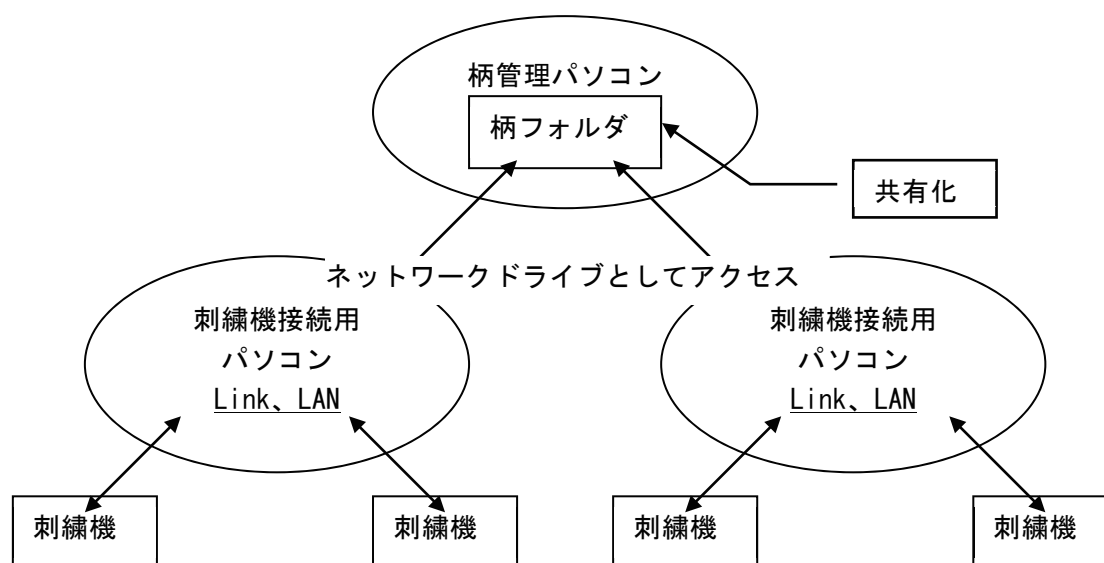 柄管理パソコン
柄フォルダ
共有化
ネットワークドライブとしてアクセス
刺繍機接続用
パソコン
Link、LAN
刺繍機接続用
パソコン
Link、LAN
刺繍機
刺繍機
刺繍機
刺繍機